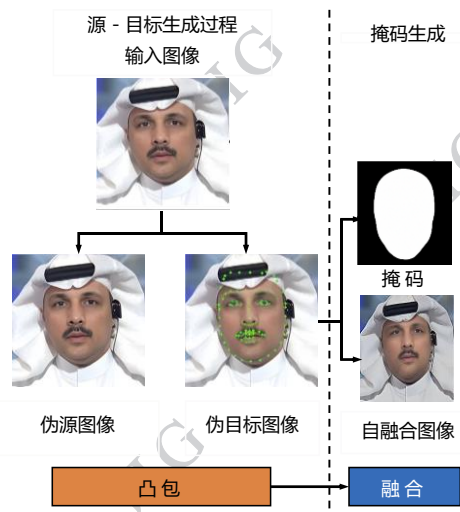 源 - 目标生成过程
输入图像
掩码生成
掩 码
伪源图像
伪目标图像
自融合图像
凸 包
融 合